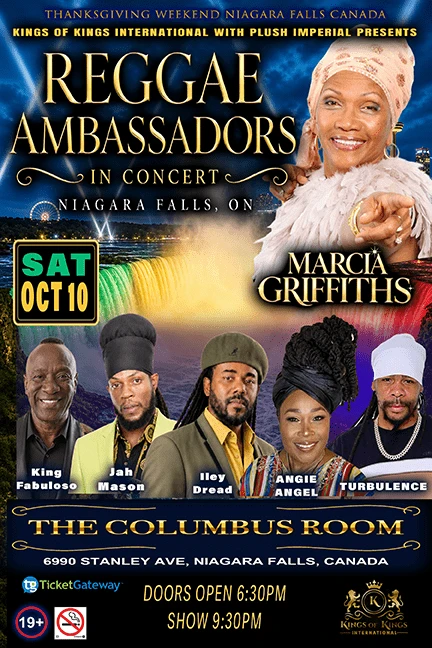 THANKSGIVING WEEKEND NIAGARA FALLS CANADA
KINGS OF KINGS INTERNATIONAL WITH PLUSH IMPERIAL PRESENTS
REGGAE
AMBASSADORS
IN CONCERT
NIAGARA FALLS, ON
SAT
OCT 10
MARCIA
GRIFFITHS
King
Fabuloso
Jah
Mason
Iley
Dread
ANGIE
ANGEL
TURBULENCE
THE COLUMBUS ROOM
6990 STANLEY AVE, NIAGARA FALLS, CANADA
tg TicketGateway
DOORS OPEN 6:30PM
SHOW 9:30PM
19+
K
KINGS OF KINGS
INTERNATIONAL